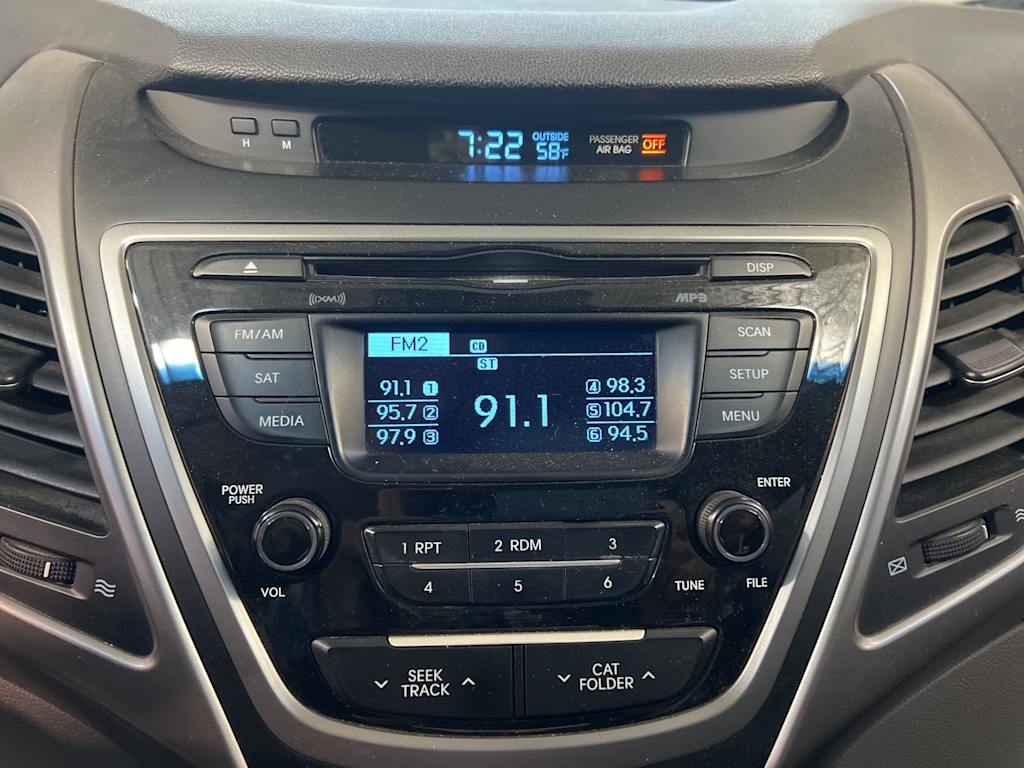 7:22 OUTSIDE 58°F PASSENGER AIR BAG OFF
H M
DISP
((XM)) MP3
FM/AM
SAT
MEDIA
FM2 CD
ST
91.1 1
95.7 2
97.9 3
91.1
4 98.3
5 104.7
6 94.5
SCAN
SETUP
MENU
POWER
PUSH
VOL
ENTER
TUNE FILE
1 RPT 2 RDM 3
4 5 6
SEEK
TRACK
CAT
FOLDER